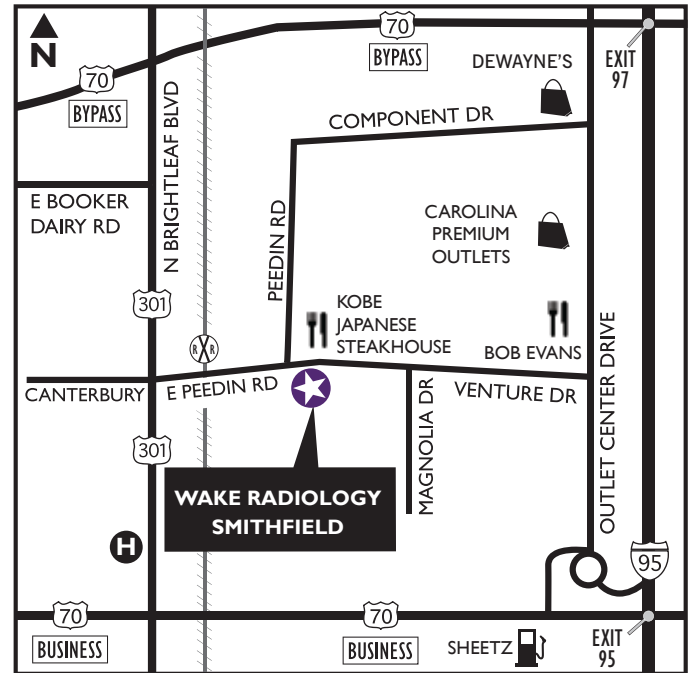 70
BYPASS
DEWAYNE'S
EXIT
97
N
70
BYPASS
COMPONENT DR
N BRIGHTLEAF BLVD
E BOOKER
DAIRY RD
PEEDIN RD
CAROLINA
PREMIUM
OUTLETS
301
KOBE
JAPANESE
STEAKHOUSE
BOB EVANS
OUTLET CENTER DRIVE
R X R
CANTERBURY
E PEEDIN RD
VENTURE DR
MAGNOLIA DR
301
WAKE RADIOLOGY
SMITHFIELD
H
95
70
BUSINESS
70
BUSINESS
SHEETZ
EXIT
95